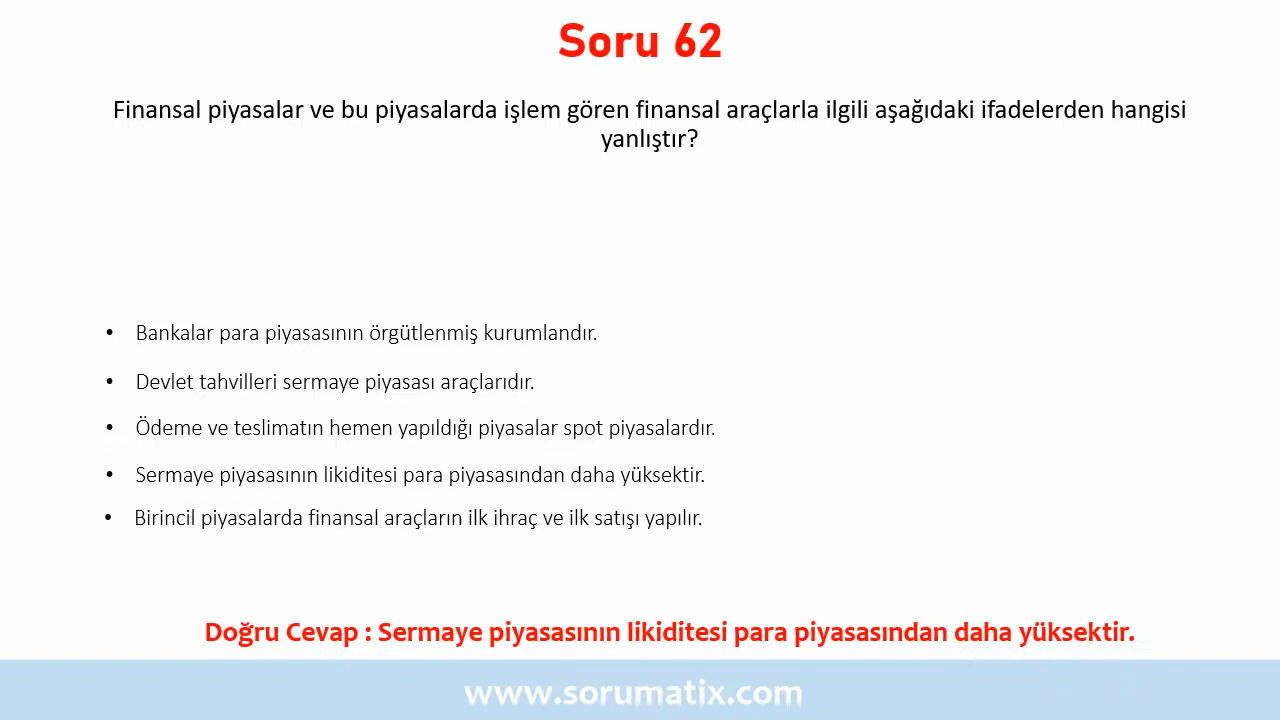 Soru 62
Finansal piyasalar ve bu piyasalarda işlem gören finansal araçlarla ilgili aşağıdaki ifadelerden hangisi
yanlıştır?
• Bankalar para piyasasının örgütlenmiş kurumlandır.
• Devlet tahvilleri sermaye piyasası araçlarıdır.
• Ödeme ve teslimatın hemen yapıldığı piyasalar spot piyasalardır.
• Sermaye piyasasının likiditesi para piyasasından daha yüksektir.
• Birincil piyasalarda finansal araçların ilk ihraç ve ilk satışı yapılır.
Doğru Cevap : Sermaye piyasasının likiditesi para piyasasından daha yüksektir.
www.sorumatix.com